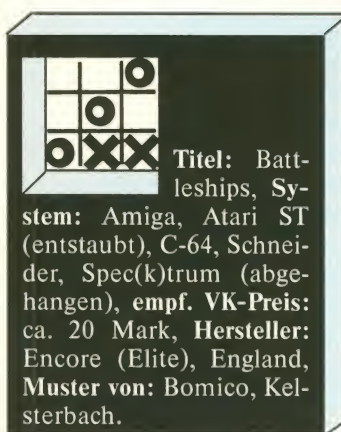 Titel: Batt-
leships, Sy-
stem: Amiga, Atari ST
(entstaubt), C-64, Schnei-
der, Spec(k)trum (abge-
hangen), empf. VK-Preis:
ca. 20 Mark, Hersteller:
Encore (Elite), England,
Muster von: Bomico, Kel-
sterbach.